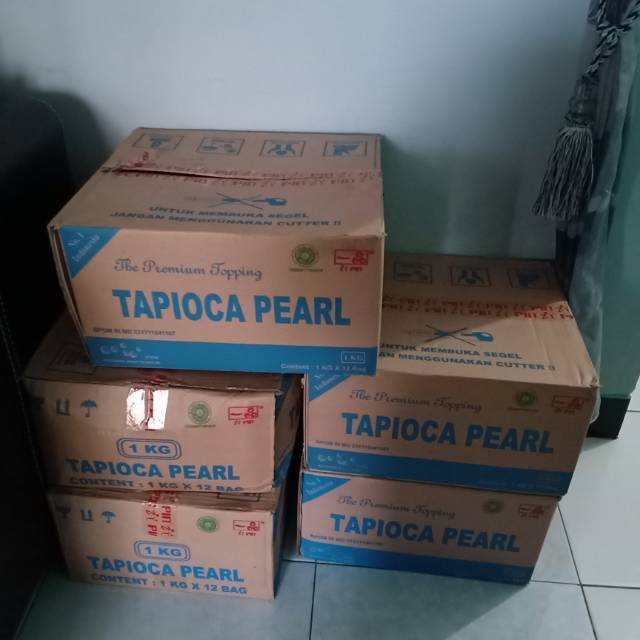 UNTUK MEMBUKA SEGEL
JANGAN MENGGUNAKAN CUTTER !!
No. 1
Indonesia
The Premium Topping
TAPIOCA PEARL
1 KG
Content : 1 KG X 12 Bag
1 KG
TAPIOCA PEARL
CONTENT : 1 KG X 12 BAG
1 KG
TAPIOCA PEARL
CONTENT : 1 KG X 12 BAG
UNTUK MEMBUKA SEGEL
MENGGUNAKAN CUTTER !!
Indonesia
The Premium Topping
TAPIOCA PEARL
The Premium Topping
TAPIOCA PEARL